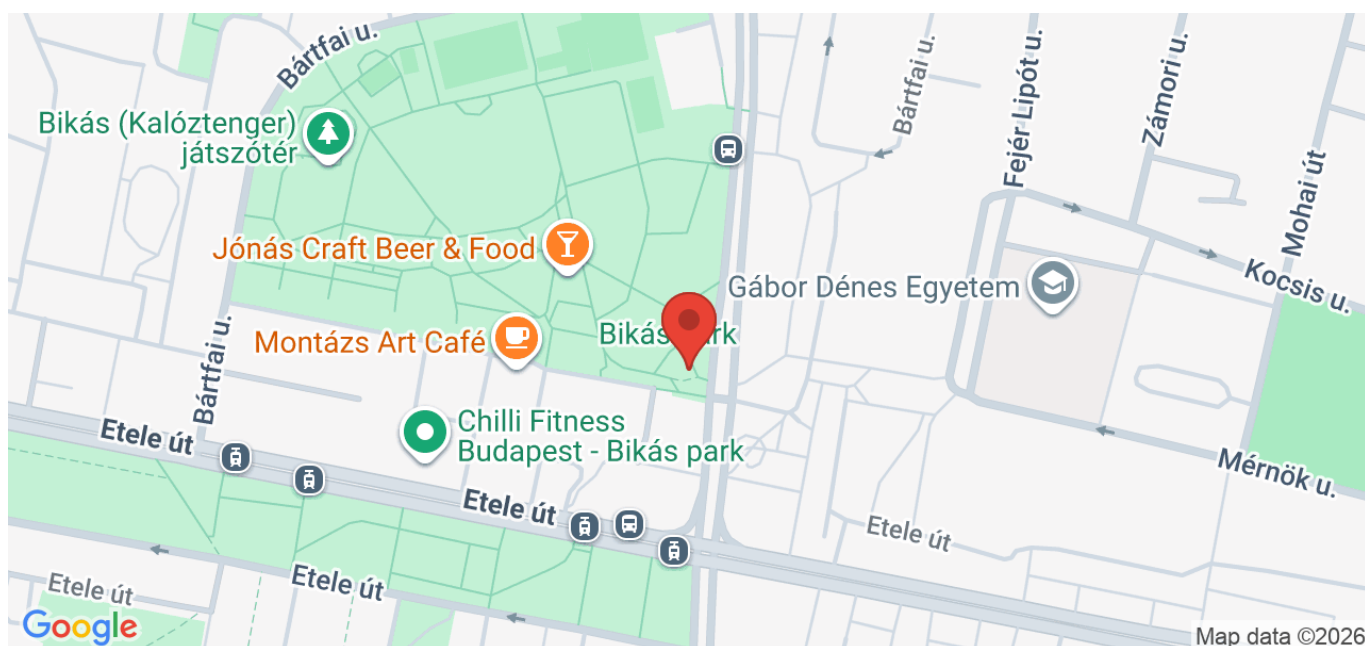 Bártfai u.
Bártfai u.
Fejér Lipót u.
Zámori u.
Mohai út
Bikás (Kalóztenger)
játszótér
Jónás Craft Beer & Food
Gábor Dénes Egyetem
Kocsis u.
Bikás park
Montázs Art Café
Bártfai u.
Chilli Fitness
Budapest - Bikás park
Etele út
Mérnök u.
Etele út
Etele út
Etele út
Etele út
Google
Map data ©2026